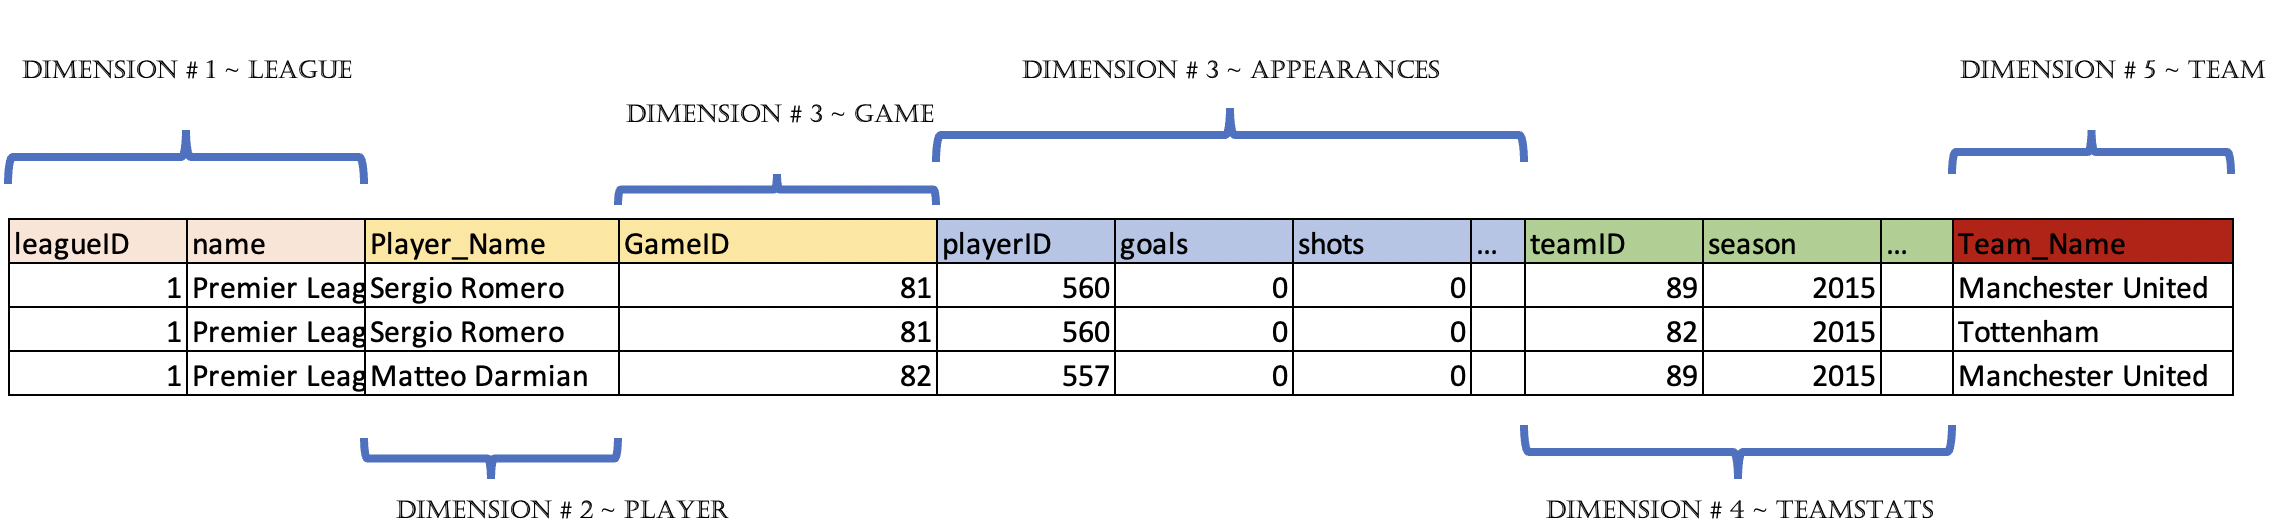 DIMENSION # 1 ~ LEAGUE
DIMENSION # 3 ~ APPEARANCES
DIMENSION # 5 ~ TEAM
DIMENSION # 3 ~ GAME
leagueID name Player_Name GameID playerID goals shots ... teamID season ... Team_Name
1 Premier Leag Sergio Romero 81 560 0 0 89 2015 Manchester United
1 Premier Leag Sergio Romero 81 560 0 0 82 2015 Tottenham
1 Premier Leag Matteo Darmian 82 557 0 0 89 2015 Manchester United
DIMENSION # 2 ~ PLAYER
DIMENSION # 4 ~ TEAMSTATS